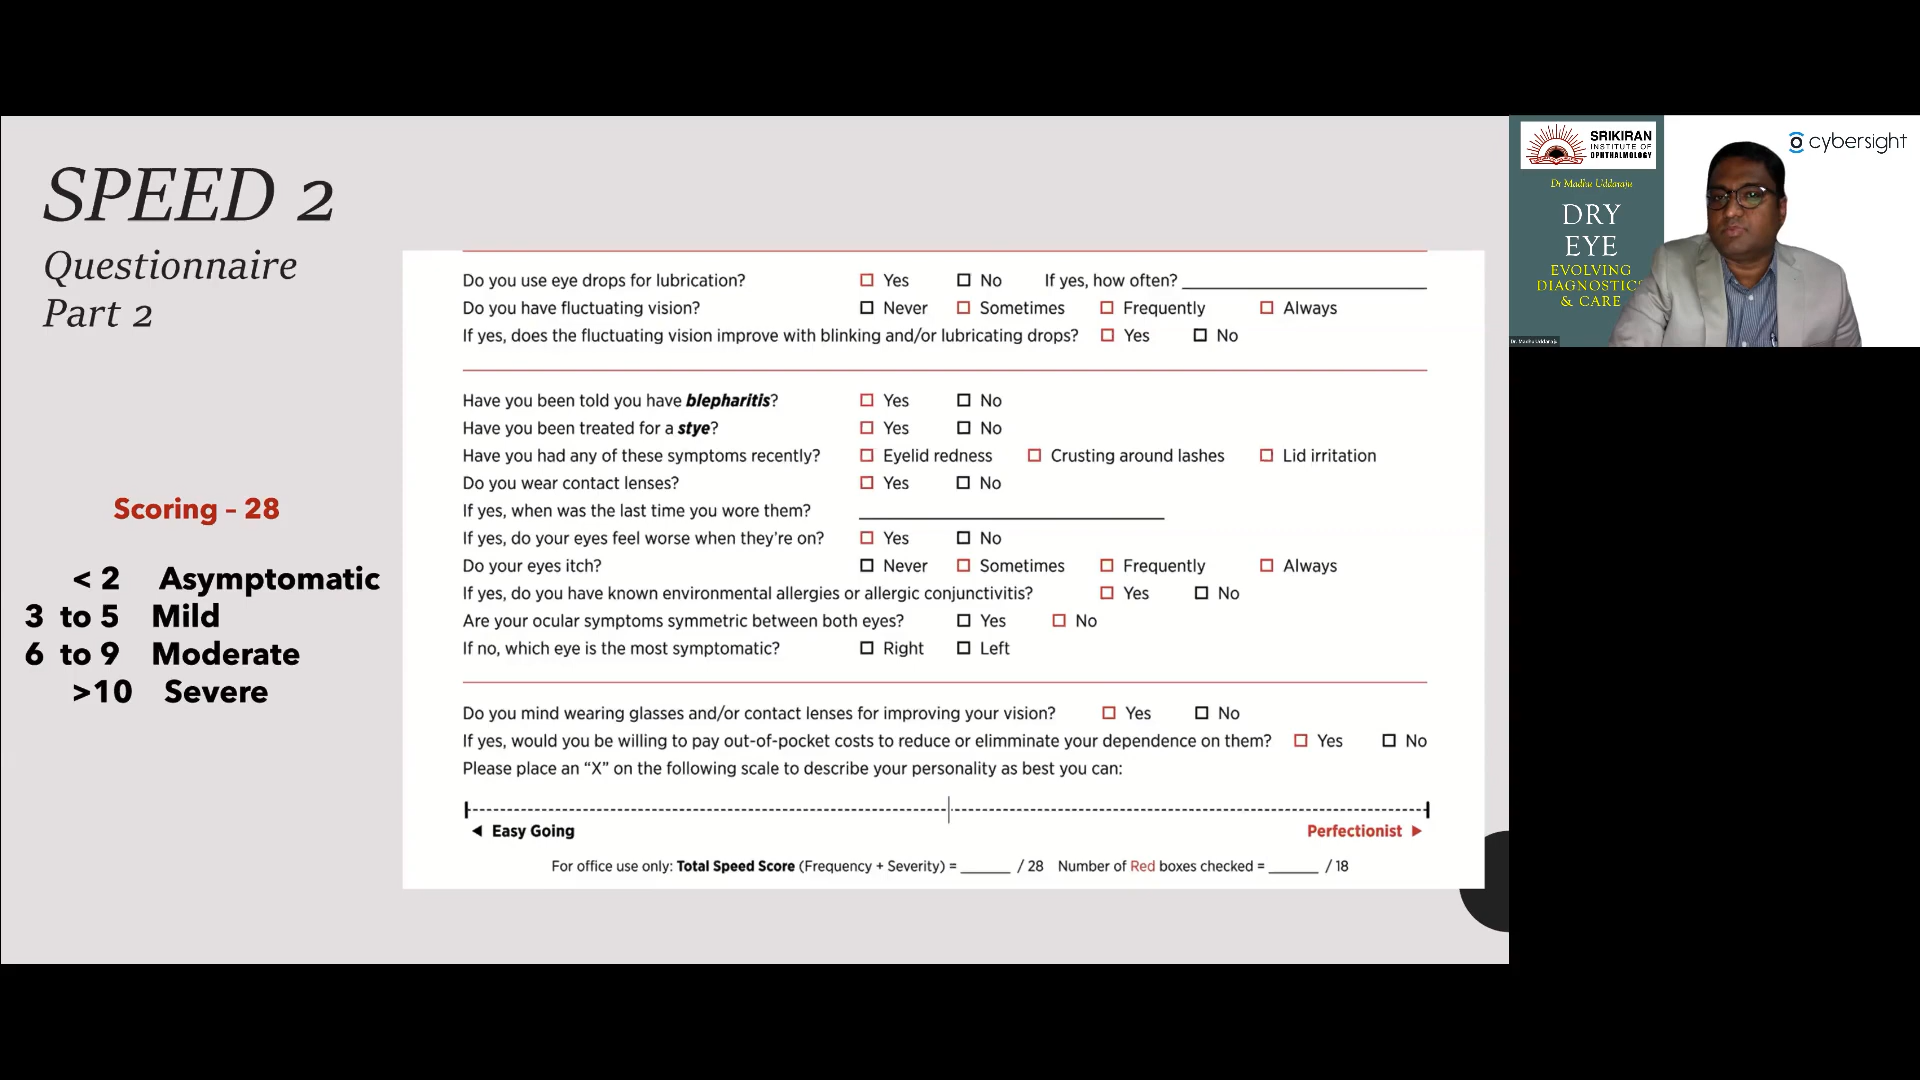 SPEED 2
Questionnaire
Part 2
Scoring – 28
< 2 Asymptomatic
3 to 5 Mild
6 to 9 Moderate
>10 Severe
Do you use eye drops for lubrication? Yes No If yes, how often?
Do you have fluctuating vision? Never Sometimes Frequently Always
If yes, does the fluctuating vision improve with blinking and/or lubricating drops? Yes No
Have you been told you have blepharitis? Yes No
Have you been treated for a stye? Yes No
Have you had any of these symptoms recently? Eyelid redness Crusting around lashes Lid irritation
Do you wear contact lenses? Yes No
If yes, when was the last time you wore them?
If yes, do your eyes feel worse when they're on? Yes No
Do your eyes itch? Never Sometimes Frequently Always
If yes, do you have known environmental allergies or allergic conjunctivitis? Yes No
Are your ocular symptoms symmetric between both eyes? Yes No
If no, which eye is the most symptomatic? Right Left
Do you mind wearing glasses and/or contact lenses for improving your vision? Yes No
If yes, would you be willing to pay out-of-pocket costs to reduce or elimminate your dependence on them? Yes No
Please place an “X” on the following scale to describe your personality as best you can:
◄ Easy Going Perfectionist ►
For office use only: Total Speed Score (Frequency + Severity) = ______ / 28 Number of Red boxes checked = ______ / 18
SRIKIRAN
INSTITUTE OF
OPHTHALMOLOGY
Dr Madhu Uddaraju
DRY
EYE
EVOLVING
DIAGNOSTIC
& CARE
Dr. Madhu Uddaraju
cybersight